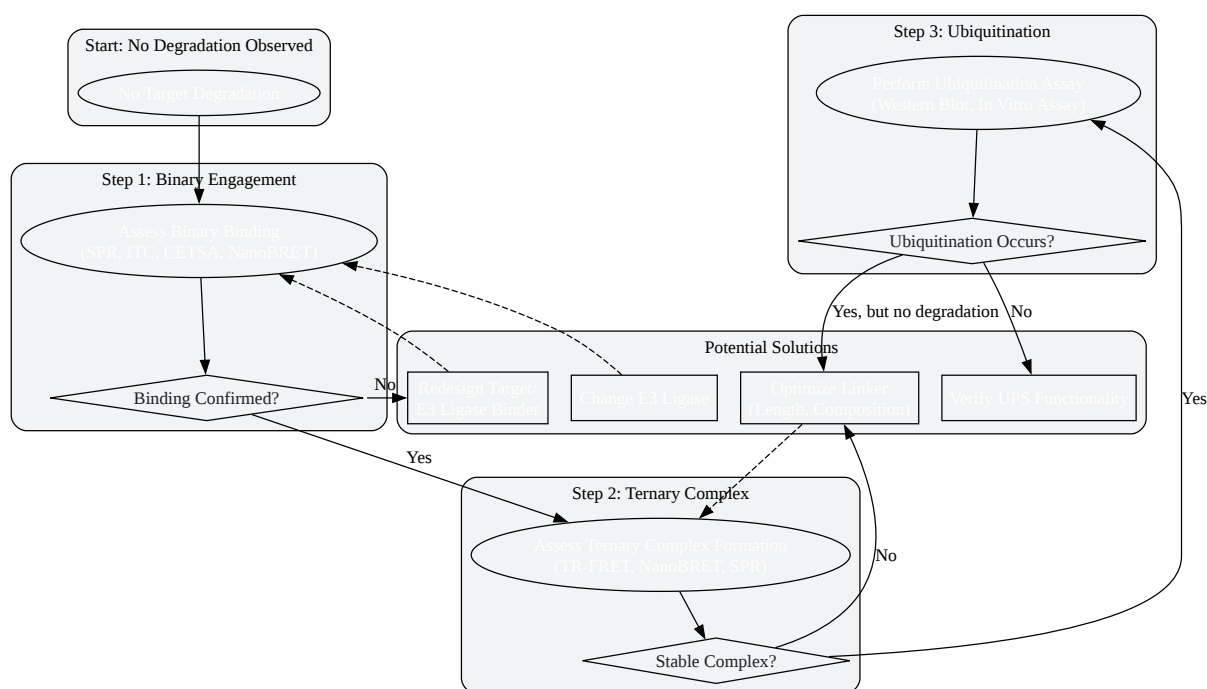 Start: No Degradation Observed
No Target Degradation
Step 1: Binary Engagement
Assess Binary Binding
(SPR, ITC, CETSA, NanoBRET)
Binding Confirmed?
No
Yes
Step 3: Ubiquitination
Perform Ubiquitination Assay
(Western Blot, In Vitro Assay)
Ubiquitination Occurs?
Yes, but no degradation
No
Potential Solutions
Redesign Target/
E3 Ligase Binder
Change E3 Ligase
Optimize Linker
(Length, Composition)
Verify UPS Functionality
Yes
Step 2: Ternary Complex
Assess Ternary Complex Formation
(TR-FRET, NanoBRET, SPR)
No
Stable Complex?